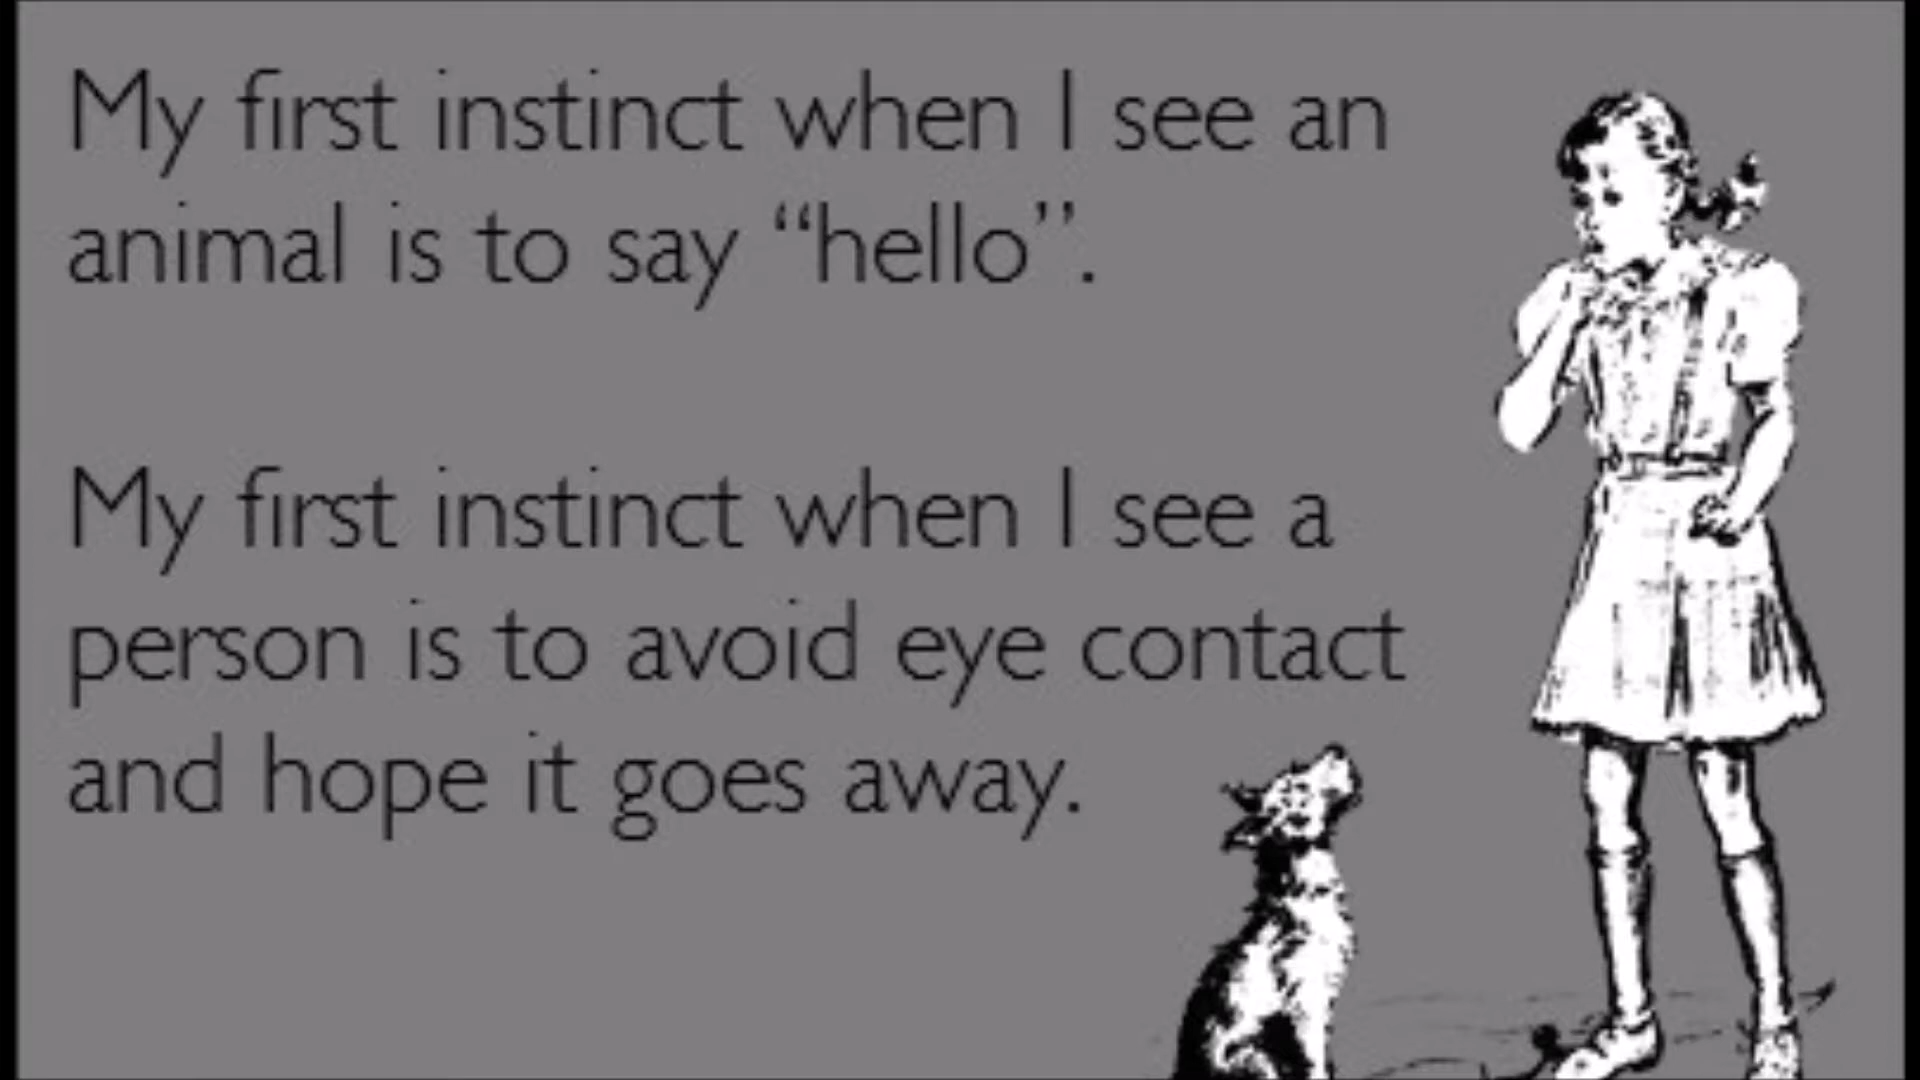 My first instinct when I see an
animal is to say “hello”.
My first instinct when I see a
person is to avoid eye contact
and hope it goes away.